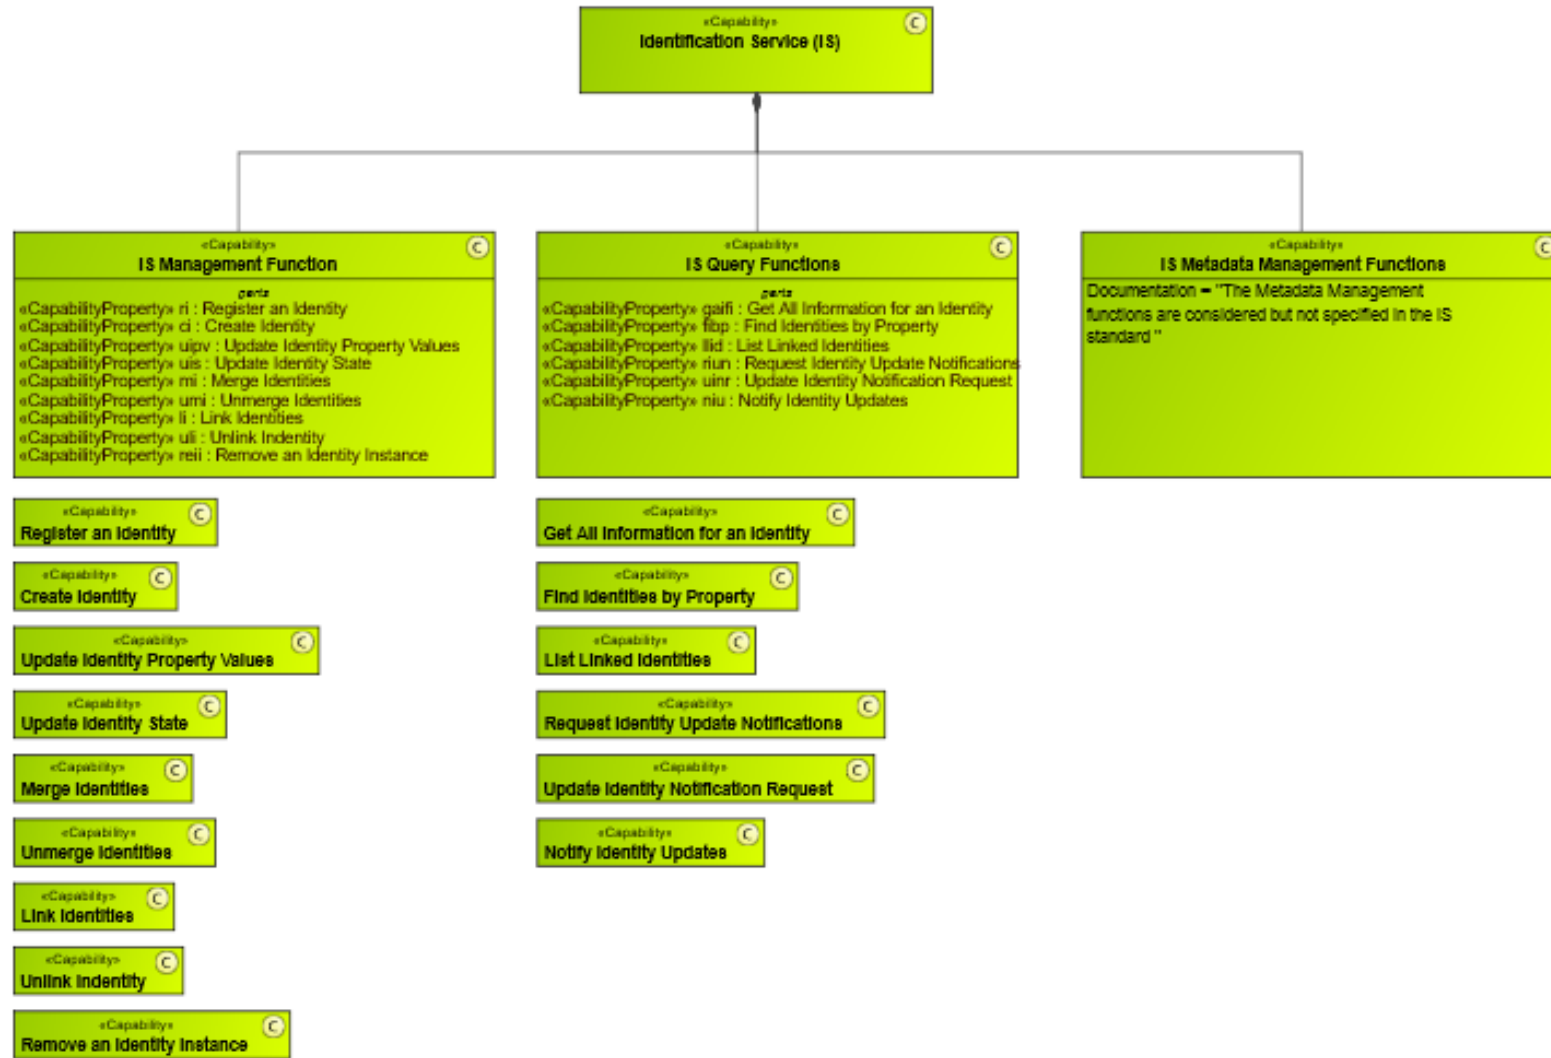 «Capability»
C
Identification Service (IS)
«Capability»
C
IS Management Function
parts
«CapabilityProperty» ri : Register an Identity
«CapabilityProperty» ci : Create Identity
«CapabilityProperty» uipv : Update Identity Property Values
«CapabilityProperty» uis : Update Identity State
«CapabilityProperty» mi : Merge Identities
«CapabilityProperty» umi : Unmerge Identities
«CapabilityProperty» li : Link Identities
«CapabilityProperty» uli : Unlink Indentity
«CapabilityProperty» reii : Remove an Identity Instance
«Capability»
C
IS Query Functions
parts
«CapabilityProperty» gaifi : Get All Information for an Identity
«CapabilityProperty» fibp : Find Identities by Property
«CapabilityProperty» llid : List Linked Identities
«CapabilityProperty» riun : Request Identity Update Notifications
«CapabilityProperty» uinr : Update Identity Notification Request
«CapabilityProperty» niu : Notify Identity Updates
«Capability»
C
IS Metadata Management Functions
Documentation = "The Metadata Management
functions are considered but not specified in the IS
standard "
«Capability»
C
Register an Identity
«Capability»
C
Create Identity
«Capability»
C
Update Identity Property Values
«Capability»
C
Update Identity State
«Capability»
C
Merge Identities
«Capability»
C
Unmerge Identities
«Capability»
C
Link Identities
«Capability»
C
Unlink Indentity
«Capability»
C
Remove an Identity Instance
«Capability»
C
Get All Information for an Identity
«Capability»
C
Find Identities by Property
«Capability»
C
List Linked Identities
«Capability»
C
Request Identity Update Notifications
«Capability»
C
Update Identity Notification Request
«Capability»
C
Notify Identity Updates